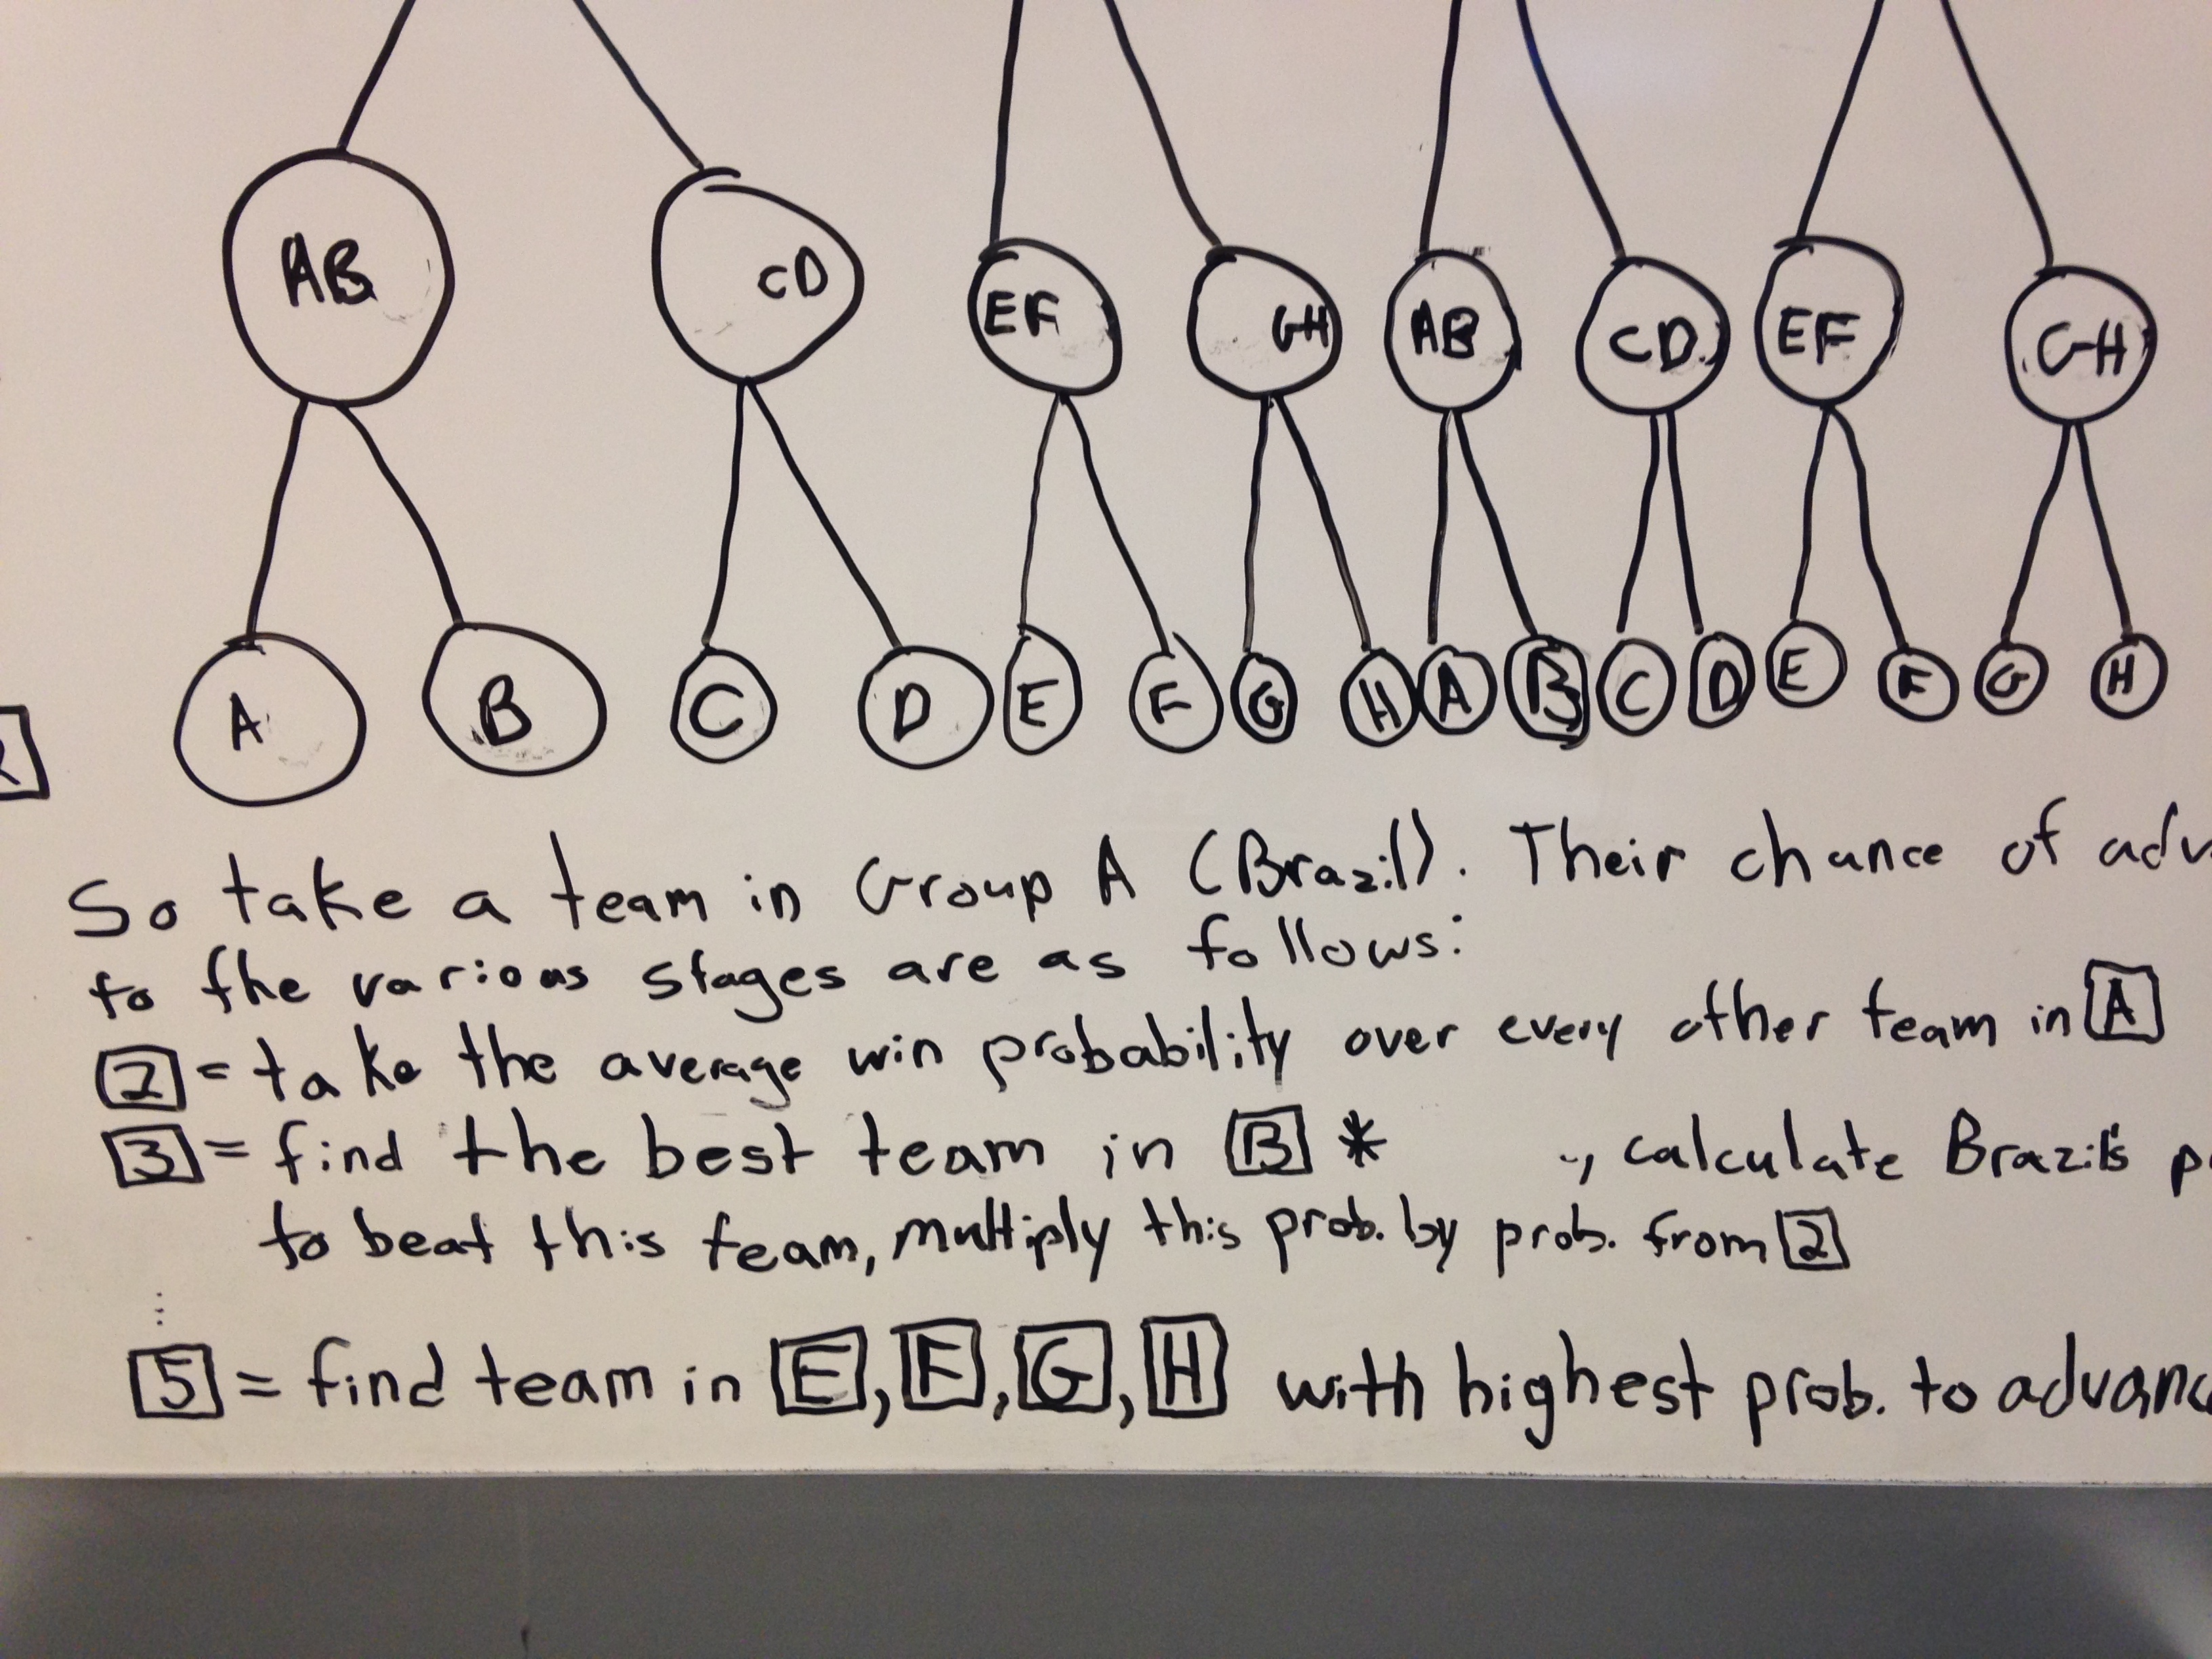 AB CD EF GH AB CD EF GH
A B C D E F G H A B C D E F G H
So take a team in Group A (Brazil). Their chance of adv
to the various stages are as follows:
2 = take the average win probability over every other team in A
3 = find the best team in B * , calculate Brazil's p
to beat this team, multiply this prob. by prob. from 2
⋮
5 = find team in E, F, G, H with highest prob. to advanc